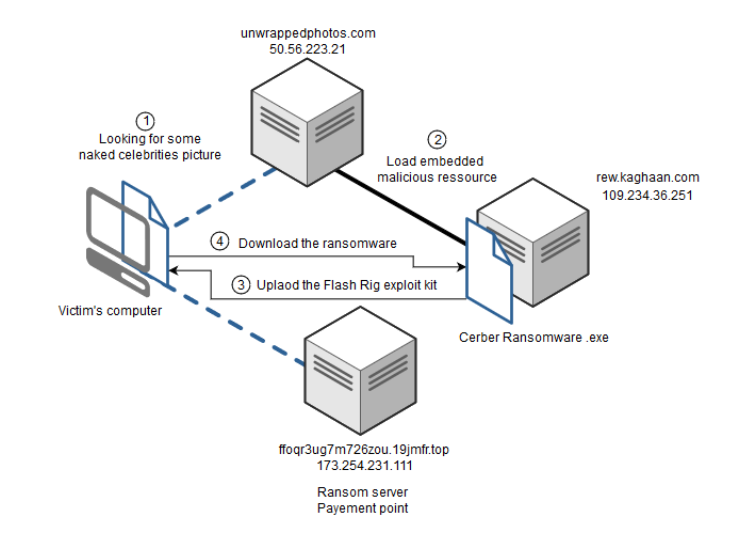 unwrappedphotos.com
50.56.223.21
1
Looking for some
naked celebrities picture
2
Load embedded
malicious ressource
rew.kaghaan.com
109.234.36.251
4 Download the ransomware
3 Uplaod the Flash Rig exploit kit
Victim's computer
Cerber Ransomware .exe
ffoqr3ug7m726zou.19jmfr.top
173.254.231.111
Ransom server
Payement point